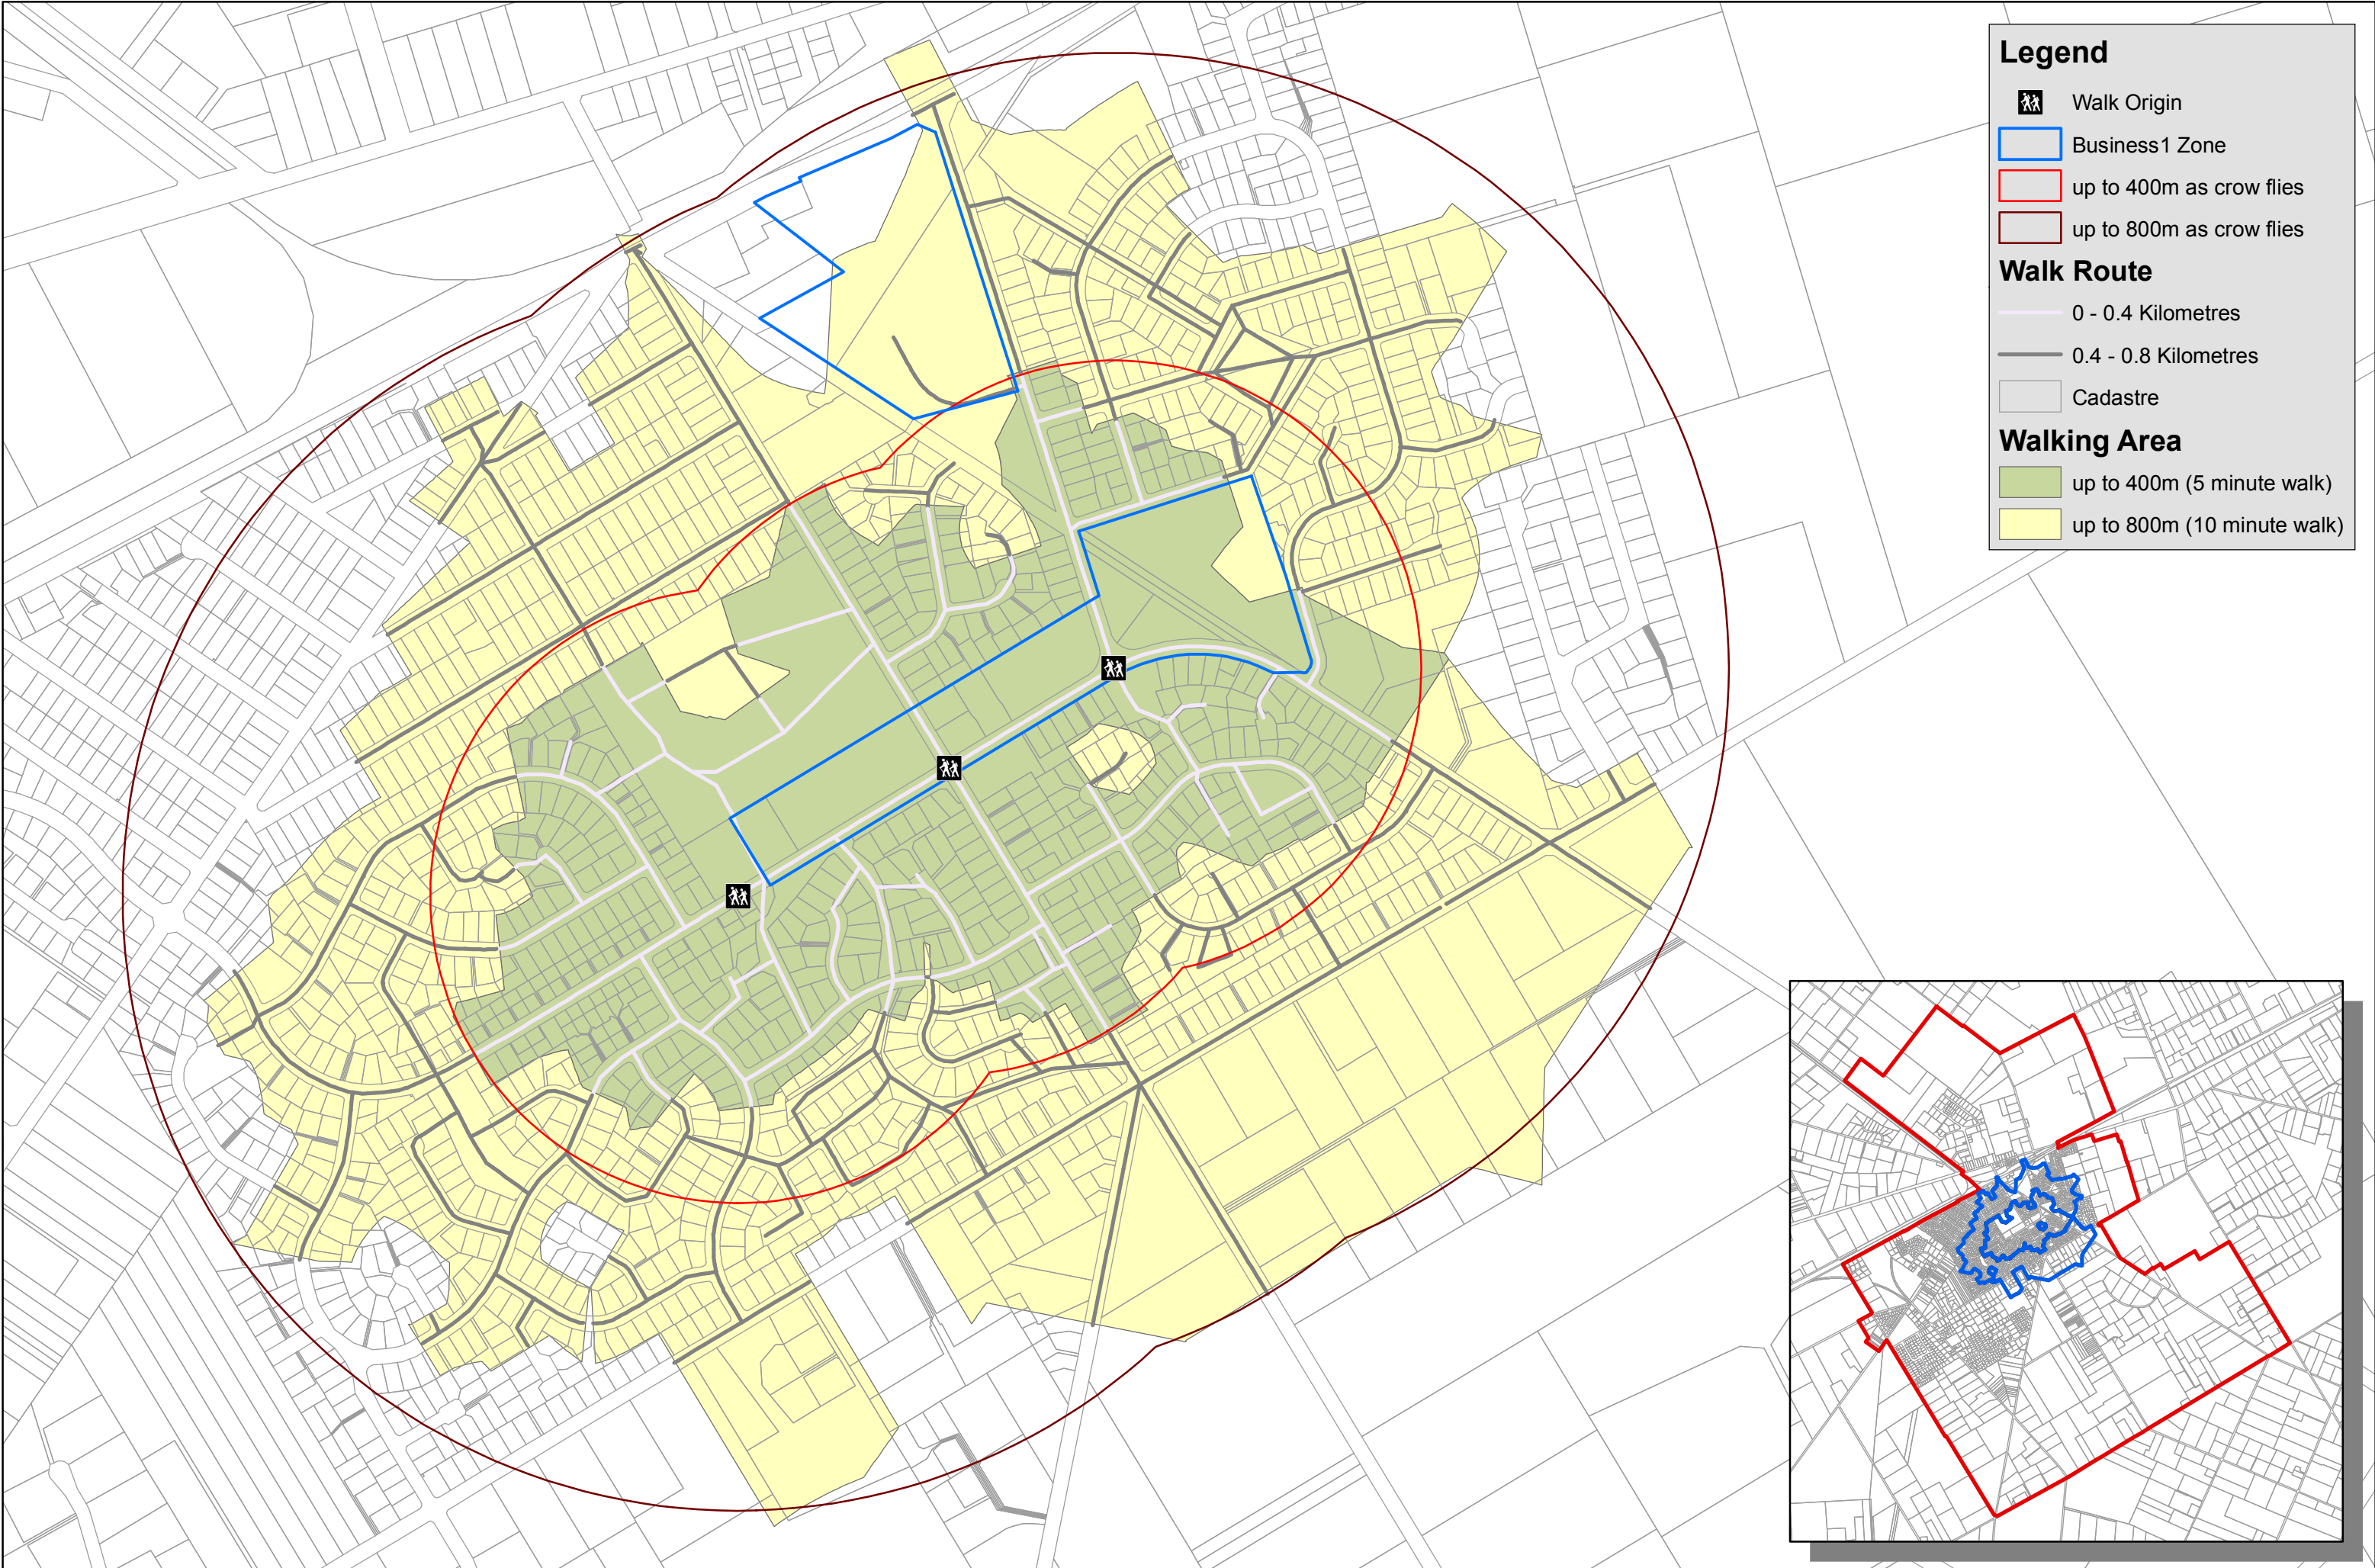 Legend
Walk Origin
Business1 Zone
up to 400m as crow flies
up to 800m as crow flies
Walk Route
0 - 0.4 Kilometres
0.4 - 0.8 Kilometres
Cadastre
Walking Area
up to 400m (5 minute walk)
up to 800m (10 minute walk)